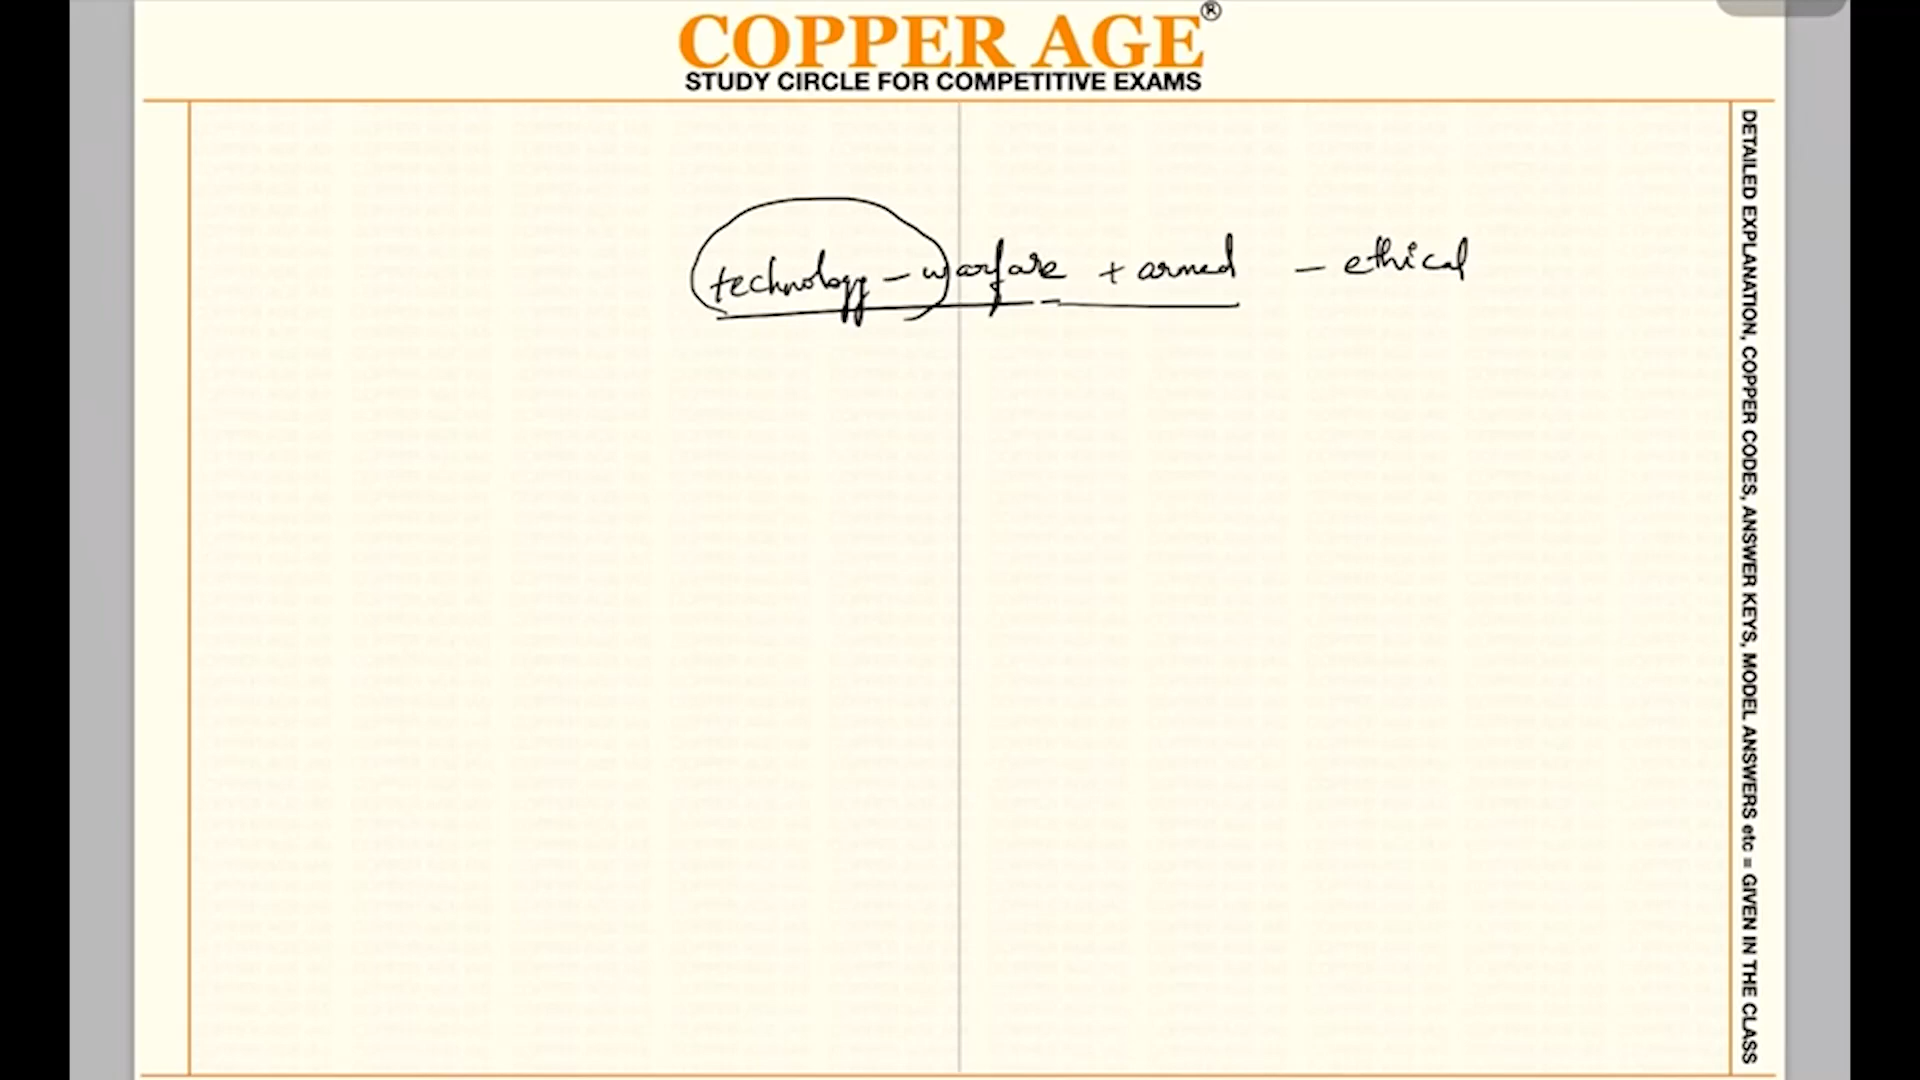 COPPER AGE®
STUDY CIRCLE FOR COMPETITIVE EXAMS
technology - warfare + armed - ethical
DETAILED EXPLANATION, COPPER CODES, ANSWER KEYS, MODEL ANSWERS etc = GIVEN IN THE CLASS